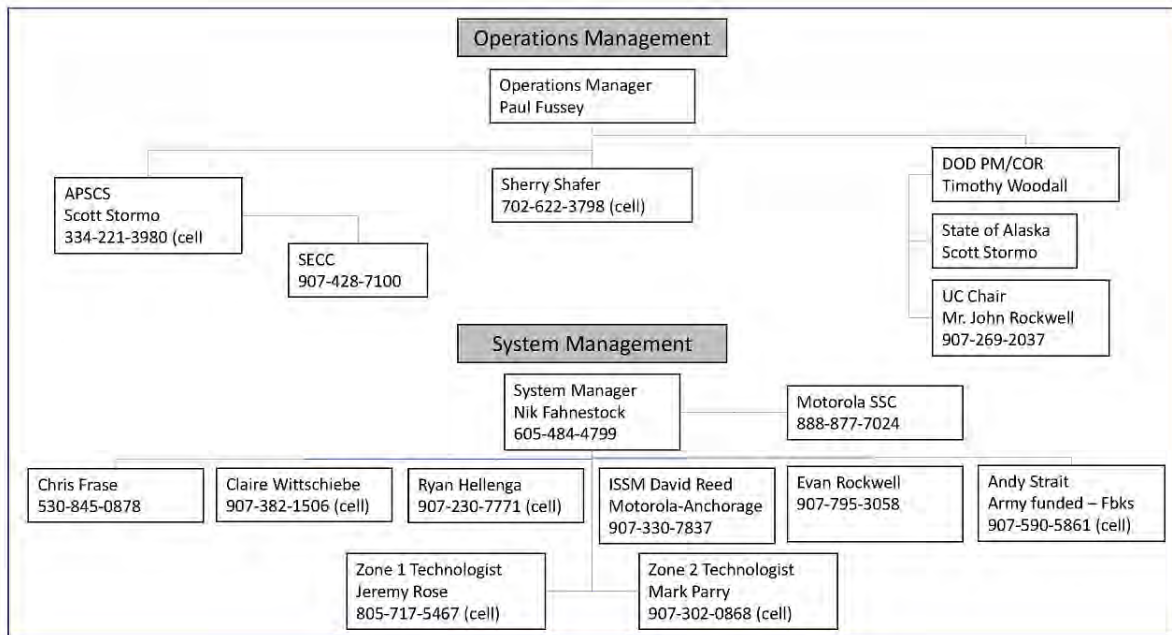 Operations Management
Operations Manager
Paul Fussey
APSCS
Scott Stormo
334-221-3980 (cell
SECC
907-428-7100
Sherry Shafer
702-622-3798 (cell)
DOD PM/COR
Timothy Woodall
State of Alaska
Scott Stormo
UC Chair
Mr. John Rockwell
907-269-2037
System Management
System Manager
Nik Fahnestock
605-484-4799
Motorola SSC
888-877-7024
Chris Frase
530-845-0878
Claire Wittschiebe
907-382-1506 (cell)
Ryan Hellenga
907-230-7771 (cell)
ISSM David Reed
Motorola-Anchorage
907-330-7837
Evan Rockwell
907-795-3058
Andy Strait
Army funded – Fbks
907-590-5861 (cell)
Zone 1 Technologist
Jeremy Rose
805-717-5467 (cell)
Zone 2 Technologist
Mark Parry
907-302-0868 (cell)